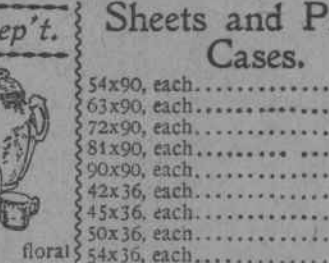 ep't.
floral
Sheets and P
Cases.
54x90, each
63x90, each
72x90, each
81x90, each
90x90, each
42x36, each
45x36, each
50x36, each
54x36, each